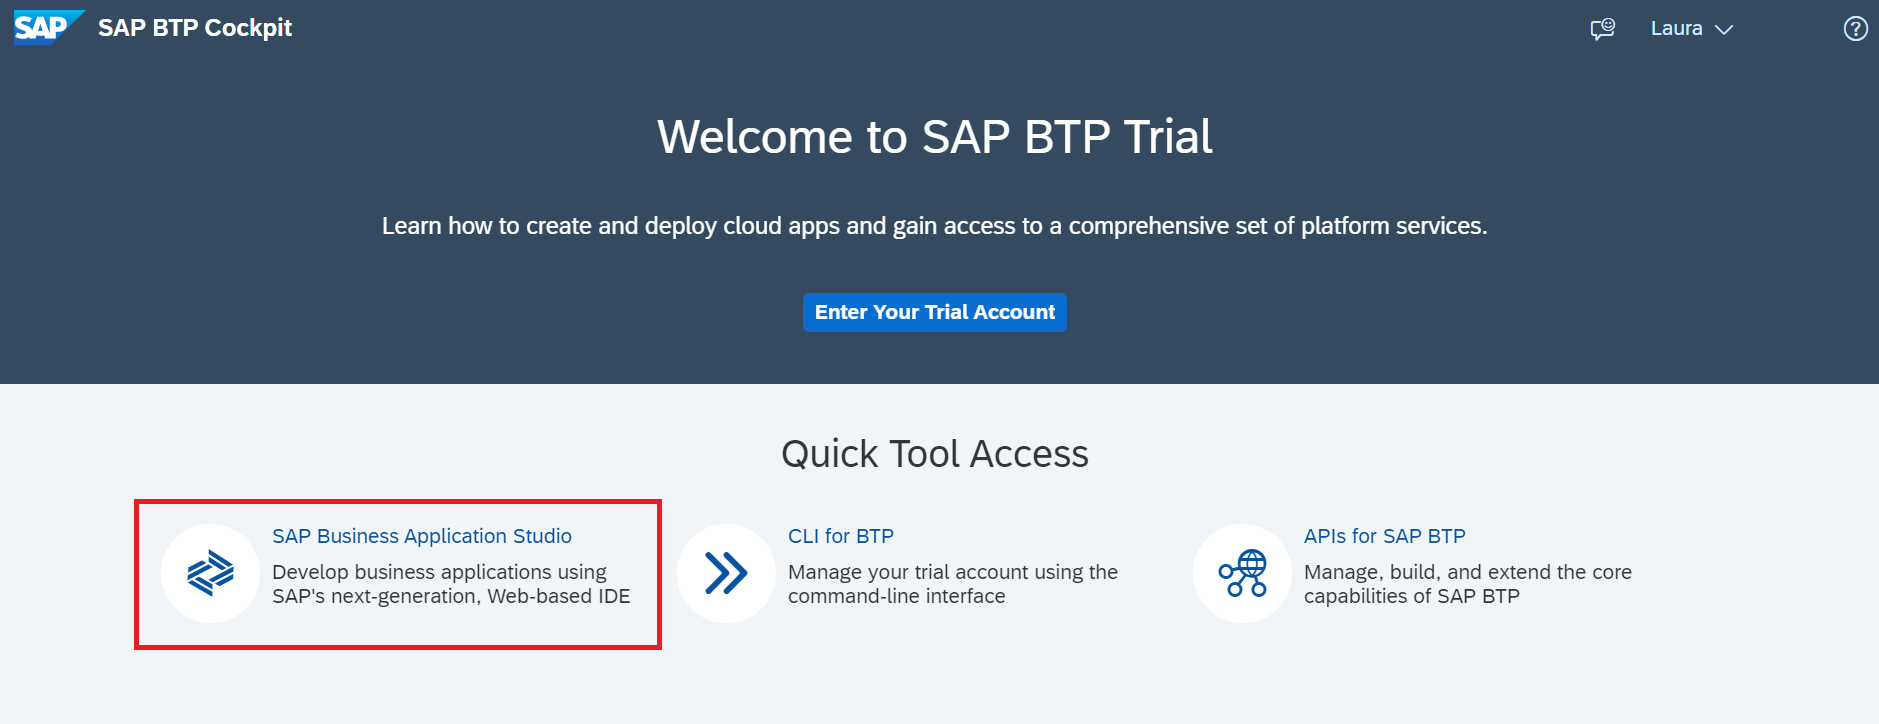 SAP SAP BTP Cockpit Laura
Welcome to SAP BTP Trial
Learn how to create and deploy cloud apps and gain access to a comprehensive set of platform services.
Enter Your Trial Account
Quick Tool Access
SAP Business Application Studio
Develop business applications using
SAP's next-generation, Web-based IDE
CLI for BTP
Manage your trial account using the
command-line interface
APIs for SAP BTP
Manage, build, and extend the core
capabilities of SAP BTP